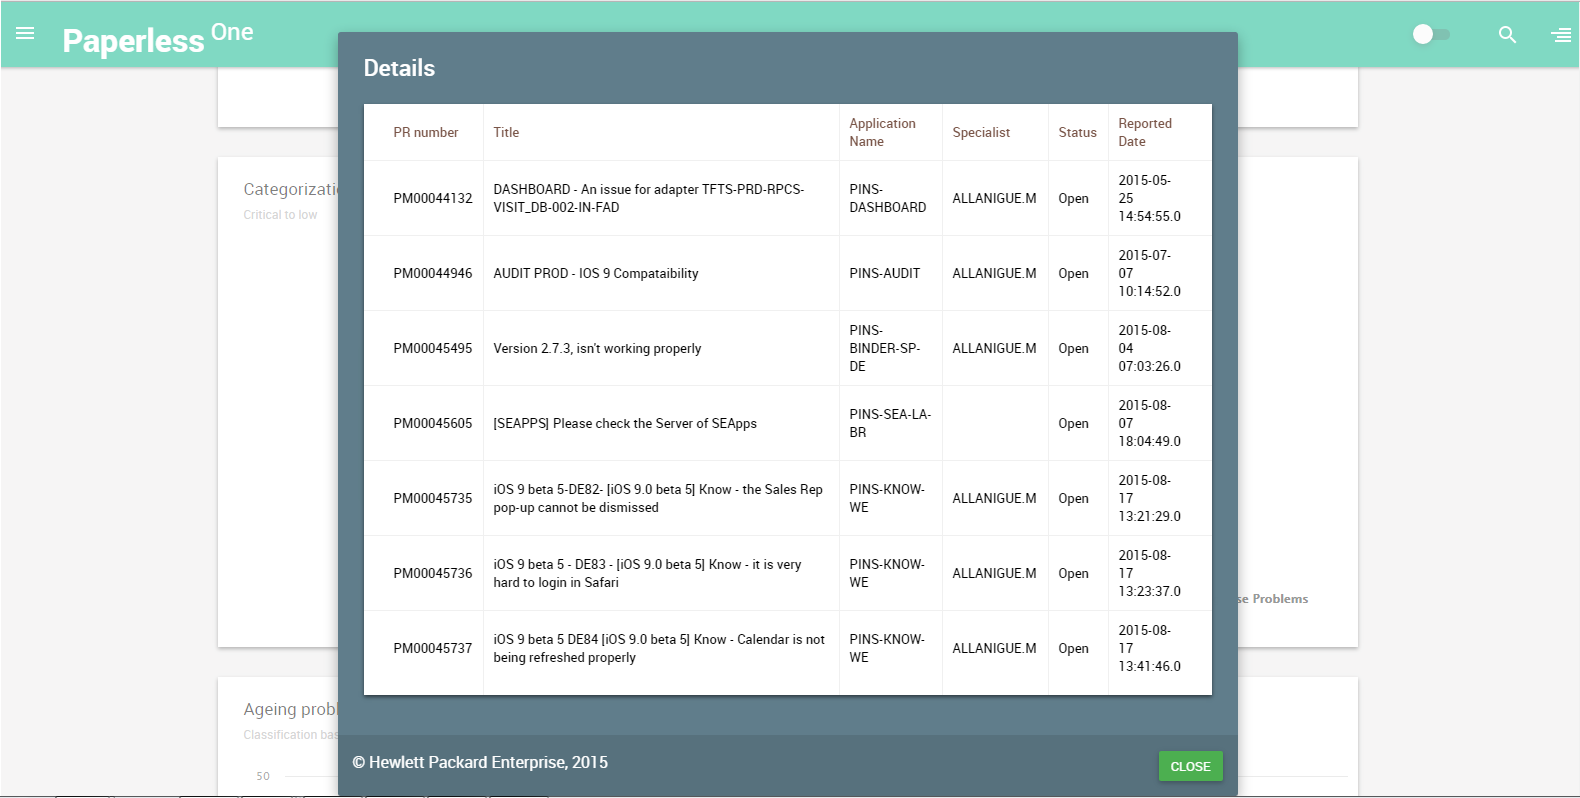 Paperless One
Details
PR number
Title
Application
Name
Specialist
Status
Reported
Date
PM00044132
DASHBOARD - An issue for adapter TFTS-PRD-RPCS-
VISIT_DB-002-IN-FAD
PINS-
DASHBOARD
ALLANIGUE.M
Open
2015-05-
25
14:54:55.0
PM00044946
AUDIT PROD - IOS 9 Compataibility
PINS-AUDIT
ALLANIGUE.M
Open
2015-07-
07
10:14:52.0
PM00045495
Version 2.7.3, isn't working properly
PINS-
BINDER-SP-
DE
ALLANIGUE.M
Open
2015-08-
04
07:03:26.0
PM00045605
[SEAPPS] Please check the Server of SEApps
PINS-SEA-LA-
BR
Open
2015-08-
07
18:04:49.0
PM00045735
iOS 9 beta 5-DE82- [iOS 9.0 beta 5] Know - the Sales Rep
pop-up cannot be dismissed
PINS-KNOW-
WE
ALLANIGUE.M
Open
2015-08-
17
13:21:29.0
PM00045736
iOS 9 beta 5 - DE83 - [iOS 9.0 beta 5] Know - it is very
hard to login in Safari
PINS-KNOW-
WE
ALLANIGUE.M
Open
2015-08-
17
13:23:37.0
PM00045737
iOS 9 beta 5 DE84 [iOS 9.0 beta 5] Know - Calendar is not
being refreshed properly
PINS-KNOW-
WE
ALLANIGUE.M
Open
2015-08-
17
13:41:46.0
© Hewlett Packard Enterprise, 2015
CLOSE
Categorizati
Critical to low
se Problems
Ageing prob
Classification bas
50